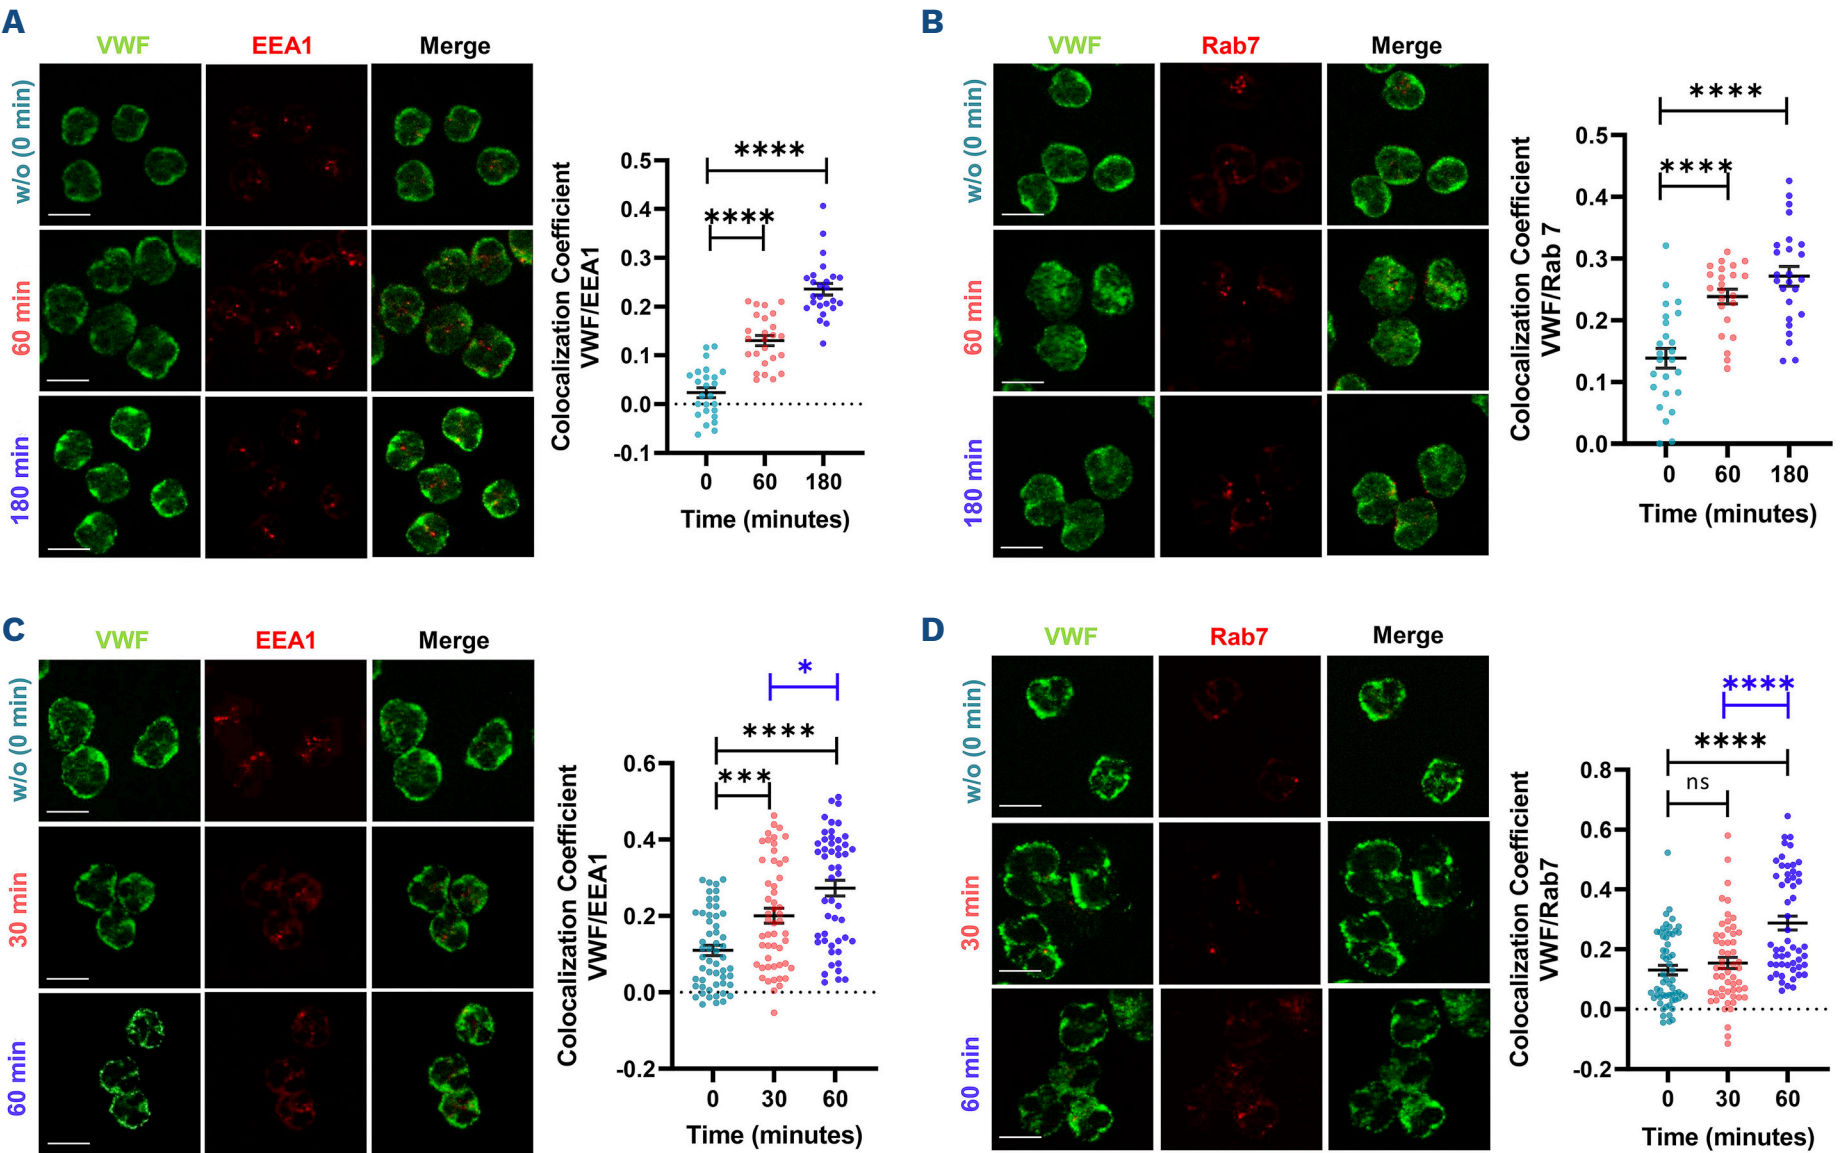 A
VWF EEA1 Merge
w/o (0 min)
60 min
180 min
Colocalization Coefficient
VWF/EEA1
****
****
0.5
0.4
0.3
0.2
0.1
0.0
-0.1
0 60 180
Time (minutes)
B
VWF Rab7 Merge
w/o (0 min)
60 min
180 min
Colocalization Coefficient
VWF/Rab 7
****
****
0.5
0.4
0.3
0.2
0.1
0.0
0 60 180
Time (minutes)
C
VWF EEA1 Merge
w/o (0 min)
30 min
60 min
Colocalization Coefficient
VWF/EEA1
*
****
***
0.6
0.4
0.2
0.0
-0.2
0 30 60
Time (minutes)
D
VWF Rab7 Merge
w/o (0 min)
30 min
60 min
Colocalization Coefficient
VWF/Rab7
****
****
ns
0.8
0.6
0.4
0.2
0.0
-0.2
0 30 60
Time (minutes)